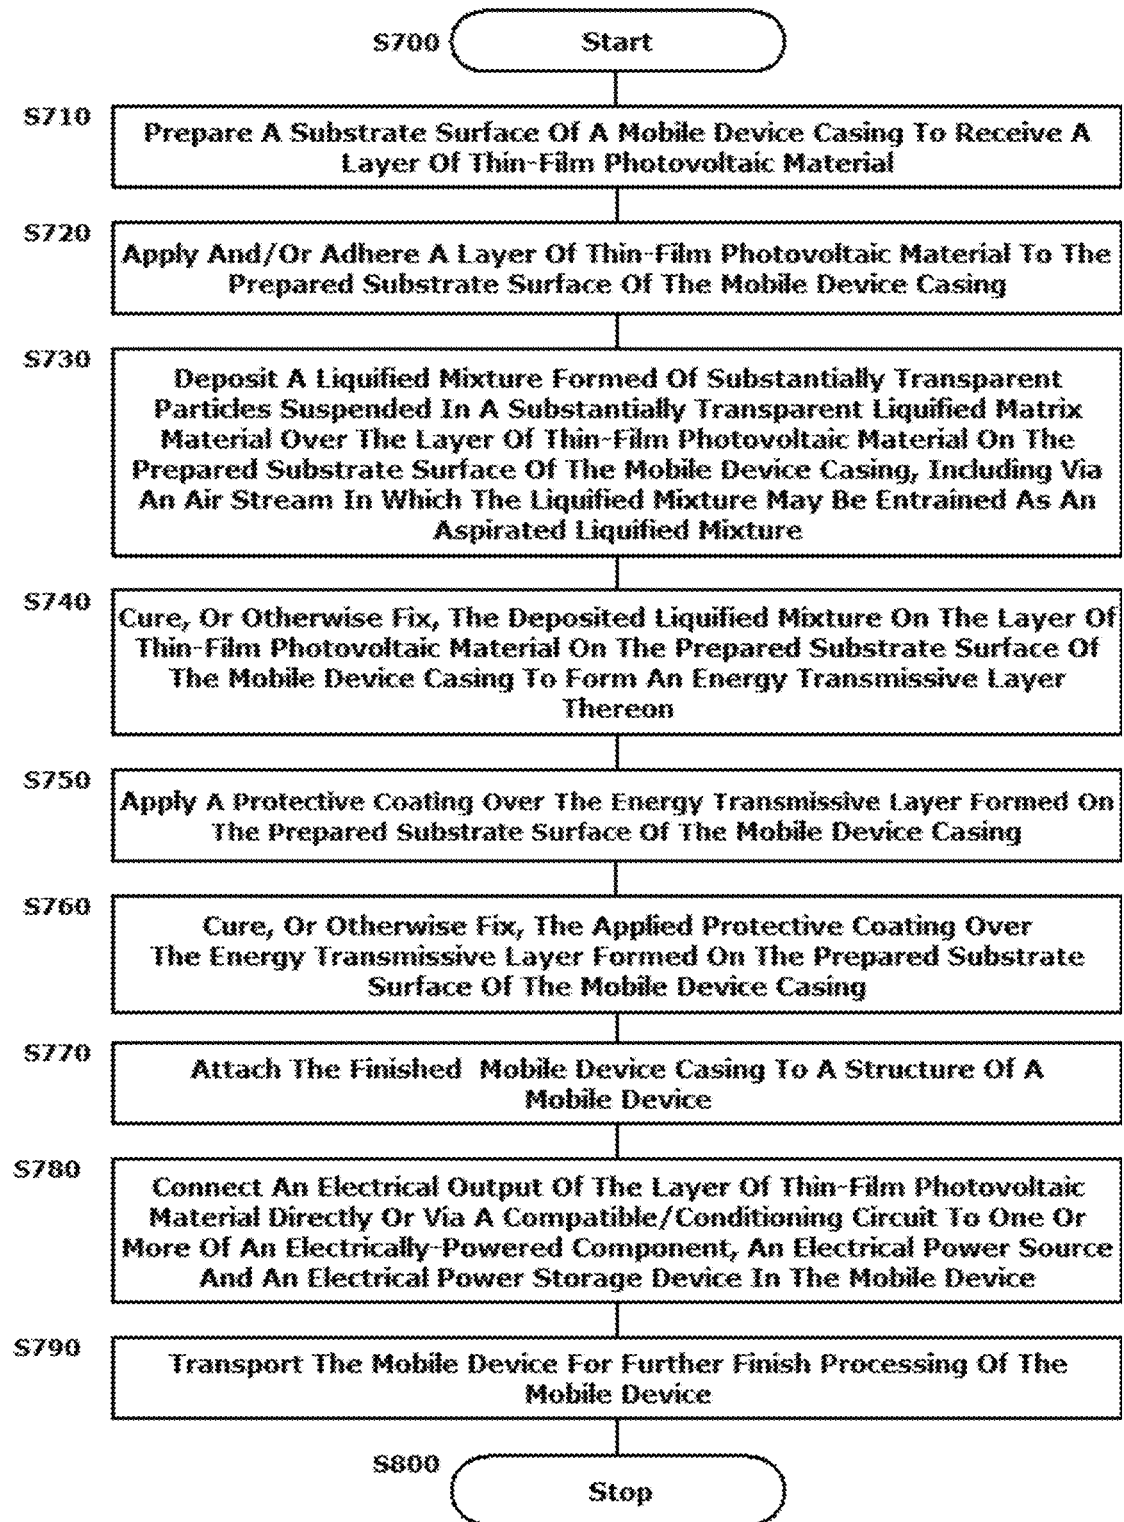 S700 Start
S710
Prepare A Substrate Surface Of A Mobile Device Casing To Receive A
Layer Of Thin-Film Photovoltaic Material
S720
Apply And/Or Adhere A Layer Of Thin-Film Photovoltaic Material To The
Prepared Substrate Surface Of The Mobile Device Casing
S730
Deposit A Liquified Mixture Formed Of Substantially Transparent
Particles Suspended In A Substantially Transparent Liquified Matrix
Material Over The Layer Of Thin-Film Photovoltaic Material On The
Prepared Substrate Surface Of The Mobile Device Casing, Including Via
An Air Stream In Which The Liquified Mixture May Be Entrained As An
Aspirated Liquified Mixture
S740
Cure, Or Otherwise Fix, The Deposited Liquified Mixture On The Layer Of
Thin-Film Photovoltaic Material On The Prepared Substrate Surface Of
The Mobile Device Casing To Form An Energy Transmissive Layer
Thereon
S750
Apply A Protective Coating Over The Energy Transmissive Layer Formed On
The Prepared Substrate Surface Of The Mobile Device Casing
S760
Cure, Or Otherwise Fix, The Applied Protective Coating Over
The Energy Transmissive Layer Formed On The Prepared Substrate
Surface Of The Mobile Device Casing
S770
Attach The Finished Mobile Device Casing To A Structure Of A
Mobile Device
S780
Connect An Electrical Output Of The Layer Of Thin-Film Photovoltaic
Material Directly Or Via A Compatible/Conditioning Circuit To One Or
More Of An Electrically-Powered Component, An Electrical Power Source
And An Electrical Power Storage Device In The Mobile Device
S790
Transport The Mobile Device For Further Finish Processing Of The
Mobile Device
S800
Stop